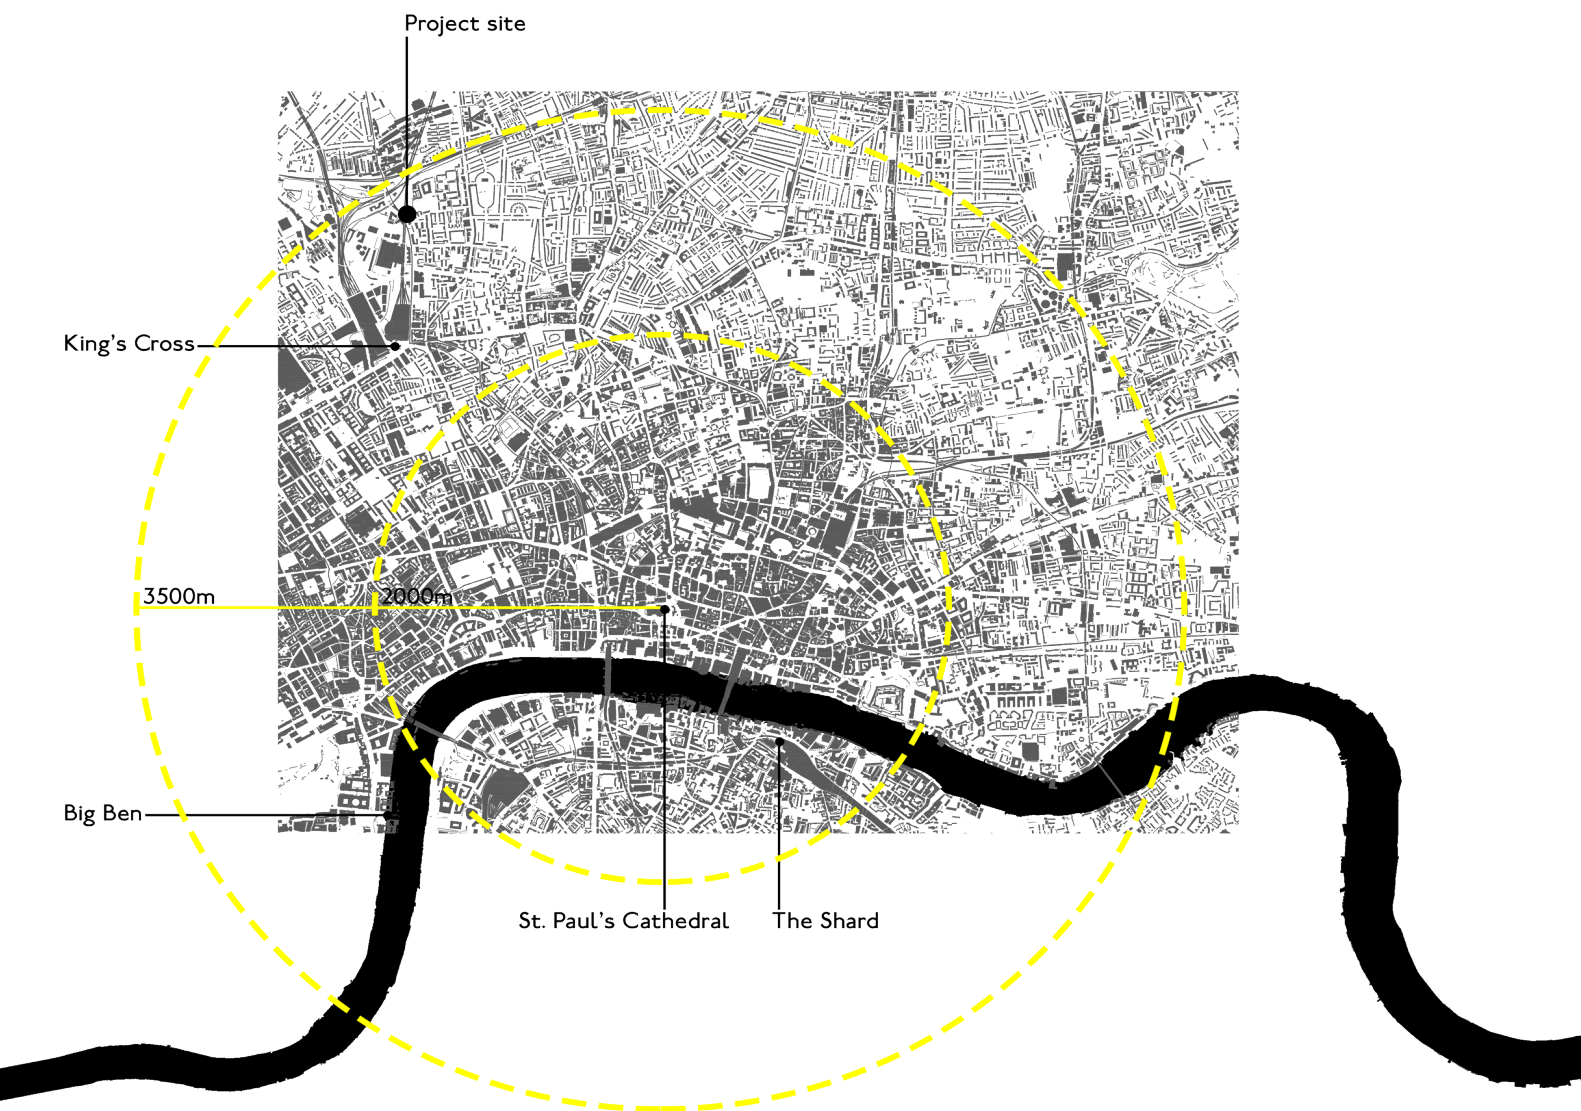 Project site
King's Cross
3500m
2000m
Big Ben
St. Paul's Cathedral
The Shard